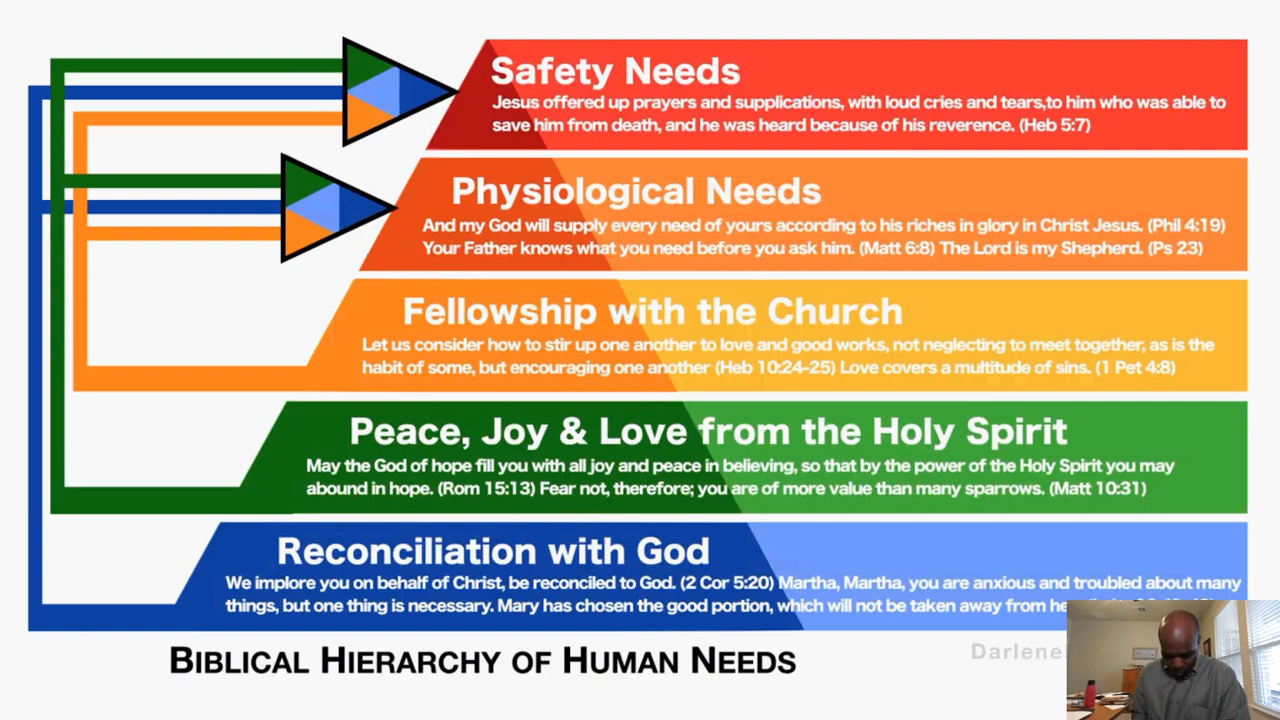 Safety Needs
Jesus offered up prayers and supplications, with loud cries and tears,to him who was able to
save him from death, and he was heard because of his reverence. (Heb 5:7)
Physiological Needs
And my God will supply every need of yours according to his riches in glory in Christ Jesus. (Phil 4:19)
Your Father knows what you need before you ask him. (Matt 6:8) The Lord is my Shepherd. (Ps 23)
Fellowship with the Church
Let us consider how to stir up one another to love and good works, not neglecting to meet together, as is the
habit of some, but encouraging one another (Heb 10:24-25) Love covers a multitude of sins. (1 Pet 4:8)
Peace, Joy & Love from the Holy Spirit
May the God of hope fill you with all joy and peace in believing, so that by the power of the Holy Spirit you may
abound in hope. (Rom 15:13) Fear not, therefore; you are of more value than many sparrows. (Matt 10:31)
Reconciliation with God
We implore you on behalf of Christ, be reconciled to God. (2 Cor 5:20) Martha, Martha, you are anxious and troubled about many
things, but one thing is necessary. Mary has chosen the good portion, which will not be taken away from
BIBLICAL HIERARCHY OF HUMAN NEEDS